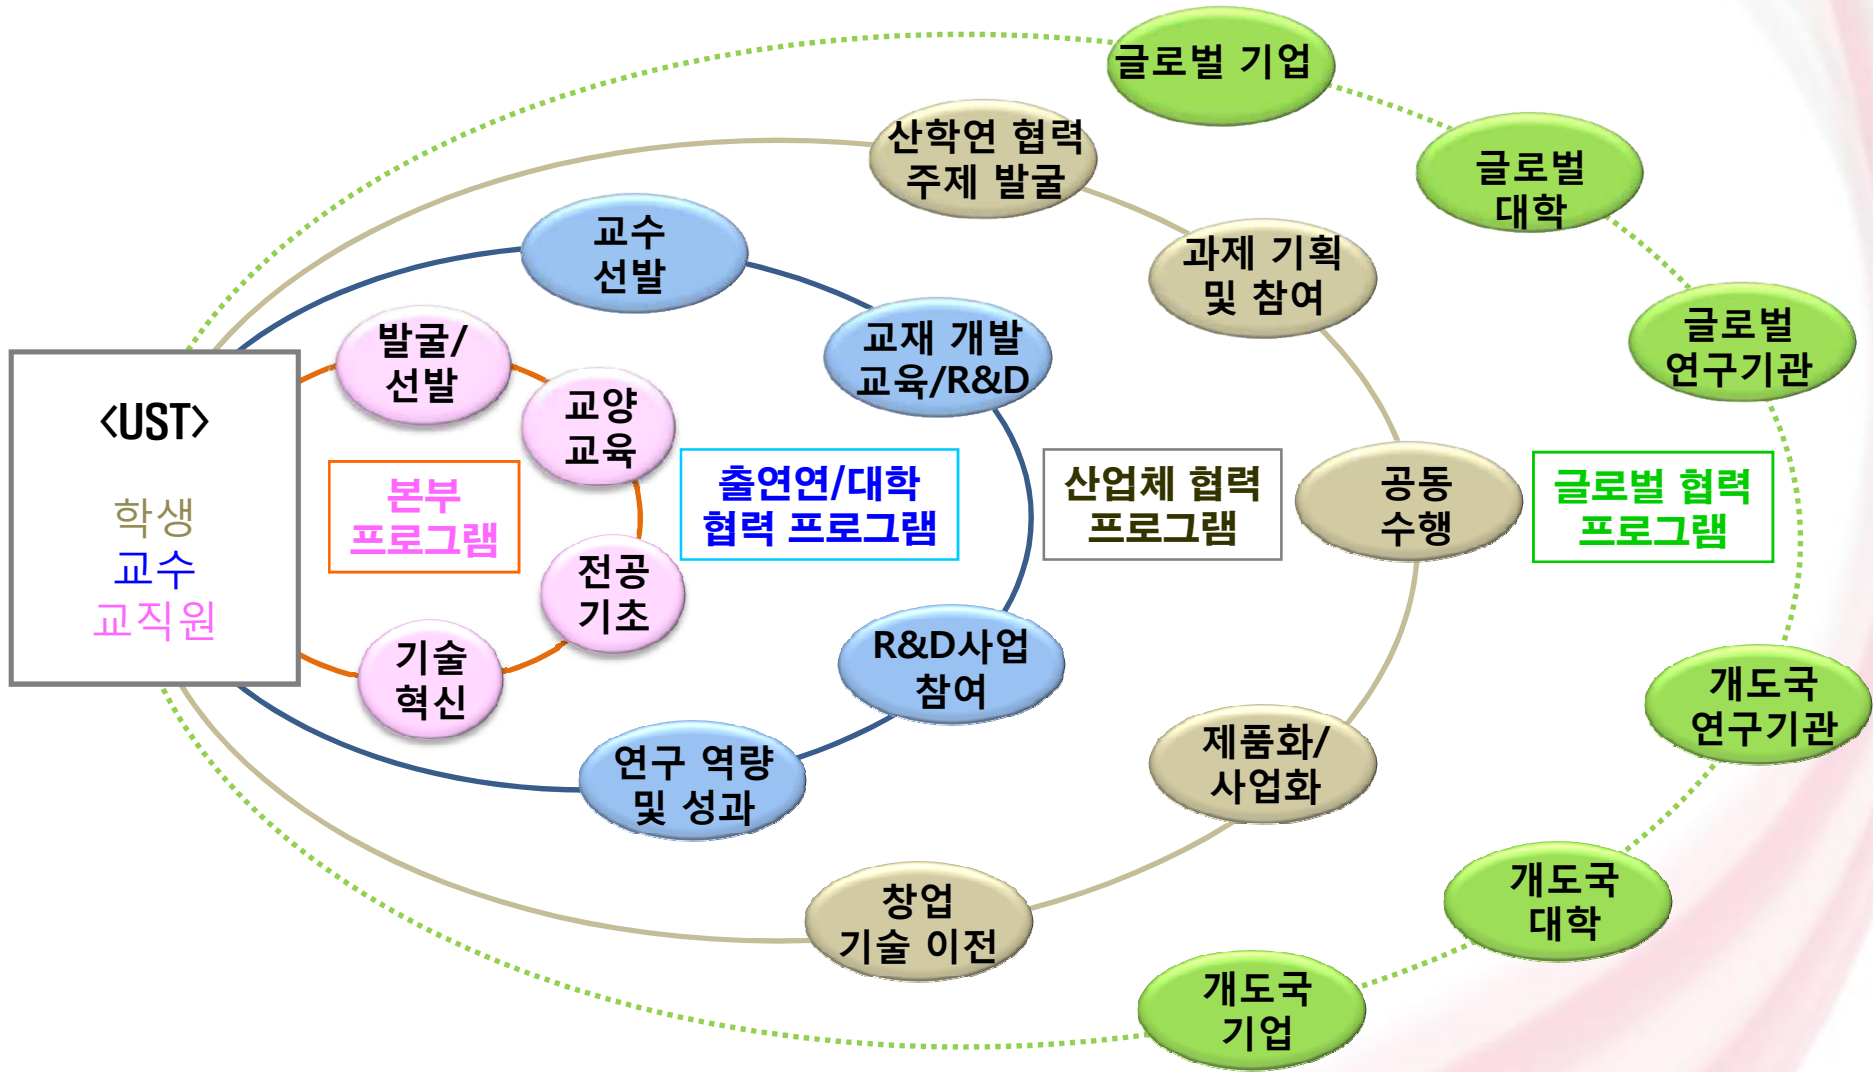 <UST>
학생
교수
교직원
본부
프로그램
발굴/
선발
교양
교육
전공
기초
기술
혁신
출연연/대학
협력 프로그램
교수
선발
교재 개발
교육/R&D
R&D사업
참여
연구 역량
및 성과
산업체 협력
프로그램
산학연 협력
주제 발굴
과제 기획
및 참여
공동
수행
제품화/
사업화
창업
기술 이전
글로벌 협력
프로그램
글로벌 기업
글로벌
대학
글로벌
연구기관
개도국
연구기관
개도국
대학
개도국
기업